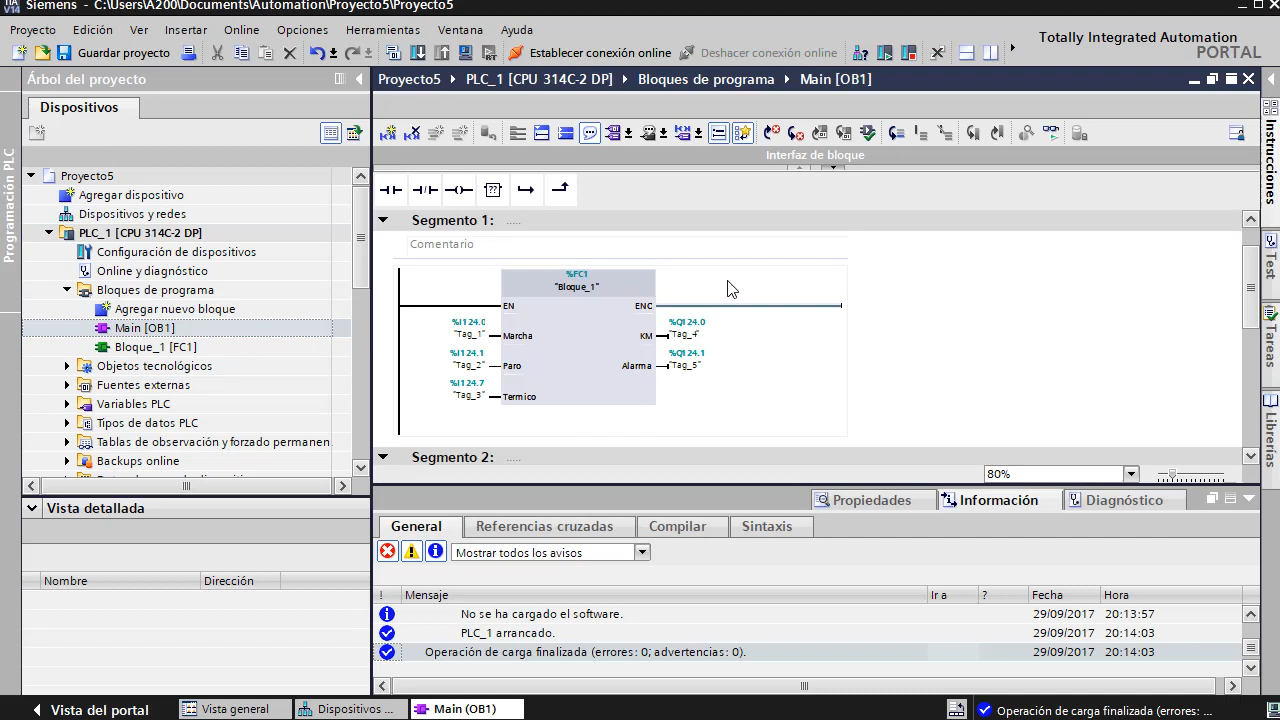 Siemens - C:\Users\A200\Documents\Automation\Proyecto5\Proyecto5
Proyecto Edición Ver Insertar Online Opciones Herramientas Ventana Ayuda
Totally Integrated Automation
PORTAL
Guardar proyecto
Establecer conexión online
Deshacer conexión online
Árbol del proyecto
Proyecto5 PLC_1 [CPU 314C-2 DP] Bloques de programa Main [OB1]
Dispositivos
Programación PLC
Interfaz de bloque
Proyecto5
Agregar dispositivo
Dispositivos y redes
PLC_1 [CPU 314C-2 DP]
Configuración de dispositivos
Online y diagnóstico
Bloques de programa
Agregar nuevo bloque
Main [OB1]
Bloque_1 [FC1]
Objetos tecnológicos
Fuentes externas
Variables PLC
Tipos de datos PLC
Tablas de observación y forzado permanen
Backups online
Vista detallada
Nombre Dirección
??
Segmento 1: .....
Comentario
%FC1
"Bloque_1"
EN ENC
%I124.0 %Q124.0
"Tag_1" Marcha KM "Tag_4"
%I124.1 %Q124.1
"Tag_2" Paro Alarma "Tag_5"
%I124.7
"Tag_3" Termico
Segmento 2: .....
80%
Propiedades Información Diagnóstico
General Referencias cruzadas Compilar Sintaxis
Mostrar todos los avisos
! Mensaje Ir a ? Fecha Hora
No se ha cargado el software. 29/09/2017 20:13:57
PLC_1 arrancado. 29/09/2017 20:14:03
Operación de carga finalizada (errores: 0; advertencias: 0). 29/09/2017 20:14:03
Instrucciones
Test
Tareas
Librerías
Vista del portal Vista general Dispositivos ... Main (OB1) Operación de carga finalizada (errores: ...